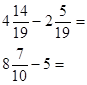 4 14/19 − 2 5/19 =
8 7/10 − 5 =